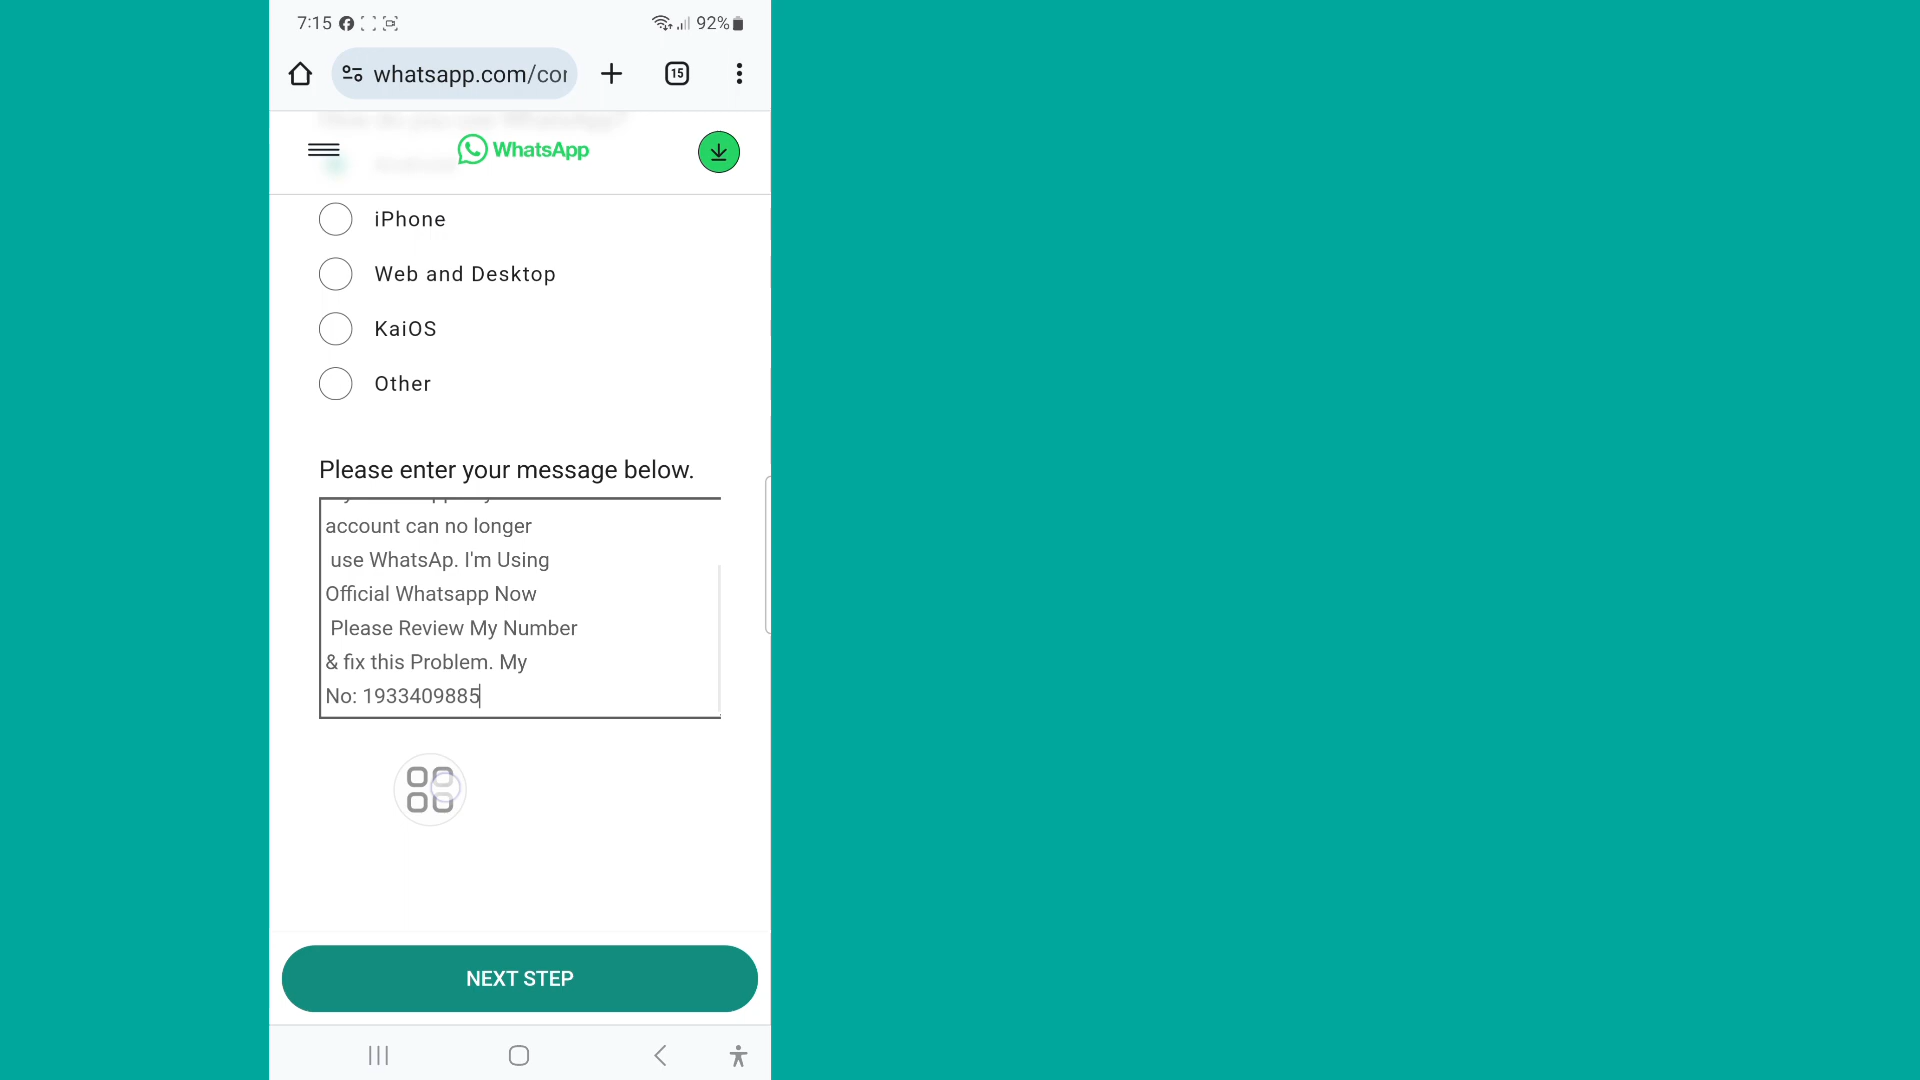 7:15
92%
whatsapp.com/cor
15
WhatsApp
iPhone
Web and Desktop
KaiOS
Other
Please enter your message below.
account can no longer
use WhatsAp. I'm Using
Official Whatsapp Now
Please Review My Number
& fix this Problem. My
No: 1933409885
NEXT STEP